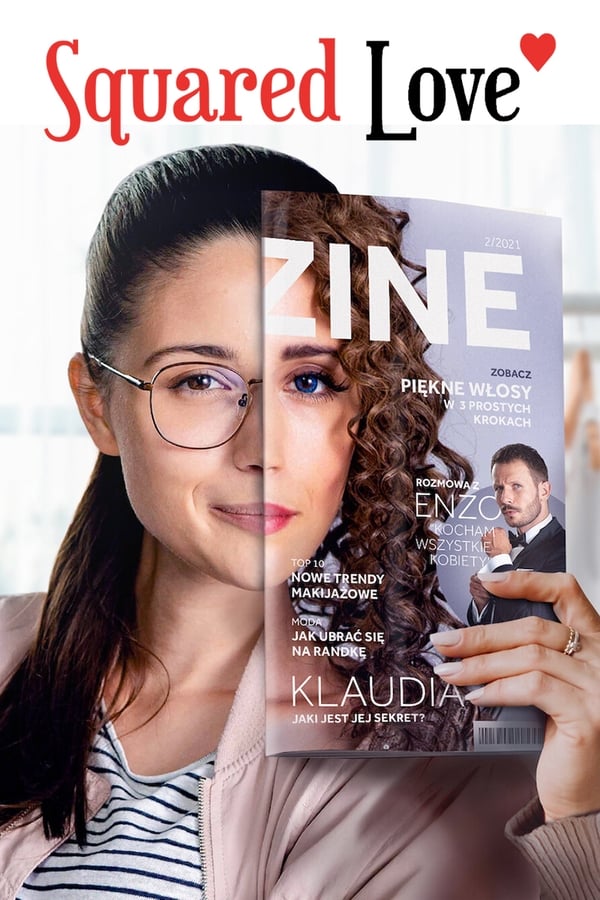 Squared Love
ZINE
2/2021
ZOBACZ
PIĘKNE WŁOSY
W 3 PROSTYCH
KROKACH
ROZMOWA Z
ENZO
"KOCHAM
WSZYSTKIE
KOBIETY"
TOP 10
NOWE TRENDY
MAKIJAŻOWE
MODA
JAK UBRAĆ SIĘ
NA RANDKĘ
KLAUDIA
JAKI JEST JEJ SEKRET?